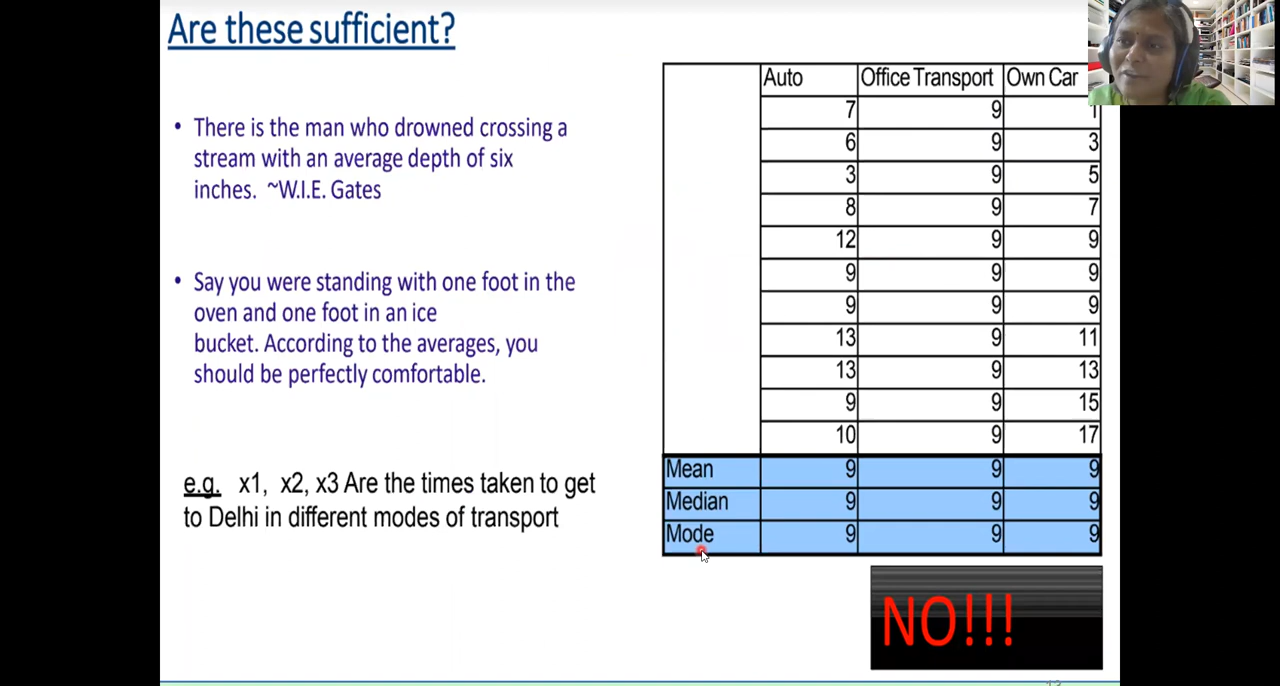 Are these sufficient?
• There is the man who drowned crossing a
stream with an average depth of six
inches. ~W.I.E. Gates
• Say you were standing with one foot in the
oven and one foot in an ice
bucket. According to the averages, you
should be perfectly comfortable.
e.g. x1, x2, x3 Are the times taken to get
to Delhi in different modes of transport
Auto Office Transport Own Car
7 9 1
6 9 3
3 9 5
8 9 7
12 9 9
9 9 9
9 9 9
13 9 11
13 9 13
9 9 15
10 9 17
Mean 9 9 9
Median 9 9 9
Mode 9 9 9
NO!!!